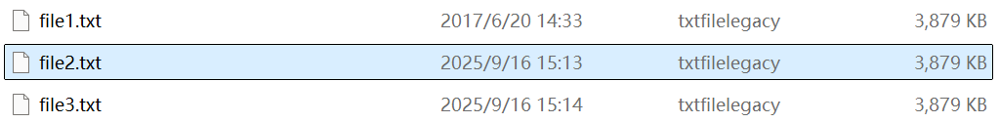 file1.txt 2017/6/20 14:33 txtfilelegacy 3,879 KB
file2.txt 2025/9/16 15:13 txtfilelegacy 3,879 KB
file3.txt 2025/9/16 15:14 txtfilelegacy 3,879 KB